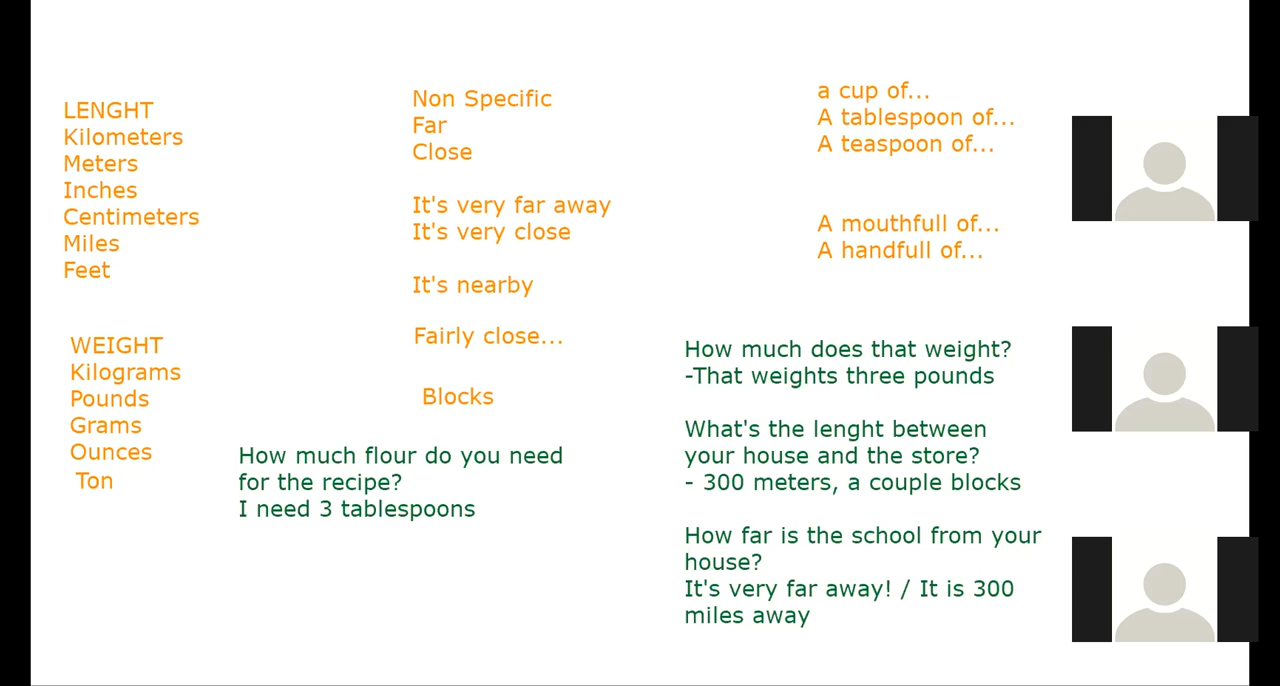 LENGHT
Kilometers
Meters
Inches
Centimeters
Miles
Feet
WEIGHT
Kilograms
Pounds
Grams
Ounces
Ton
Non Specific
Far
Close
It's very far away
It's very close
It's nearby
Fairly close...
Blocks
How much flour do you need
for the recipe?
I need 3 tablespoons
a cup of...
A tablespoon of...
A teaspoon of...
A mouthfull of...
A handfull of...
How much does that weight?
-That weights three pounds
What's the lenght between
your house and the store?
- 300 meters, a couple blocks
How far is the school from your
house?
It's very far away! / It is 300
miles away